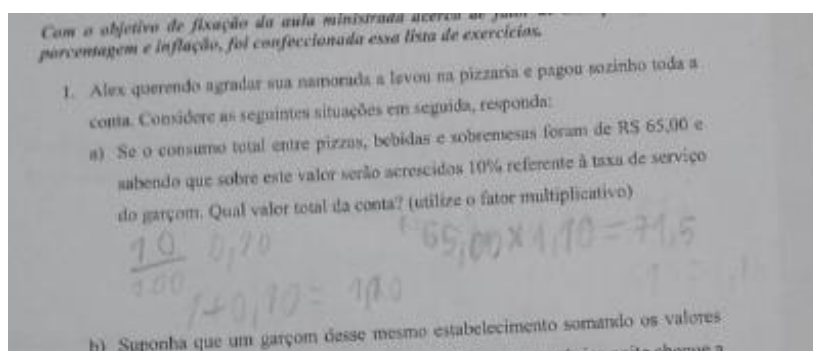 Com o objetivo de fixação da aula ministrada acerca de
porcentagem e inflação, foi confeccionada essa lista de exercícios.
1. Alex querendo agradar sua namorada a levou na pizzaria e pagou sozinho toda a
conta. Considere as seguintes situações em seguida, responda:
a) Se o consumo total entre pizzas, bebidas e sobremesas foram de R$ 65,00 e
sabendo que sobre este valor serão acrescidos 10% referente à taxa de serviço
do garçom. Qual valor total da conta? (utilize o fator multiplicativo)
10 0,10 65,00 x 1,10 = 71,5
100
1+0,10 = 1,10
b) Suponha que um garçom desse mesmo estabelecimento somando os valores